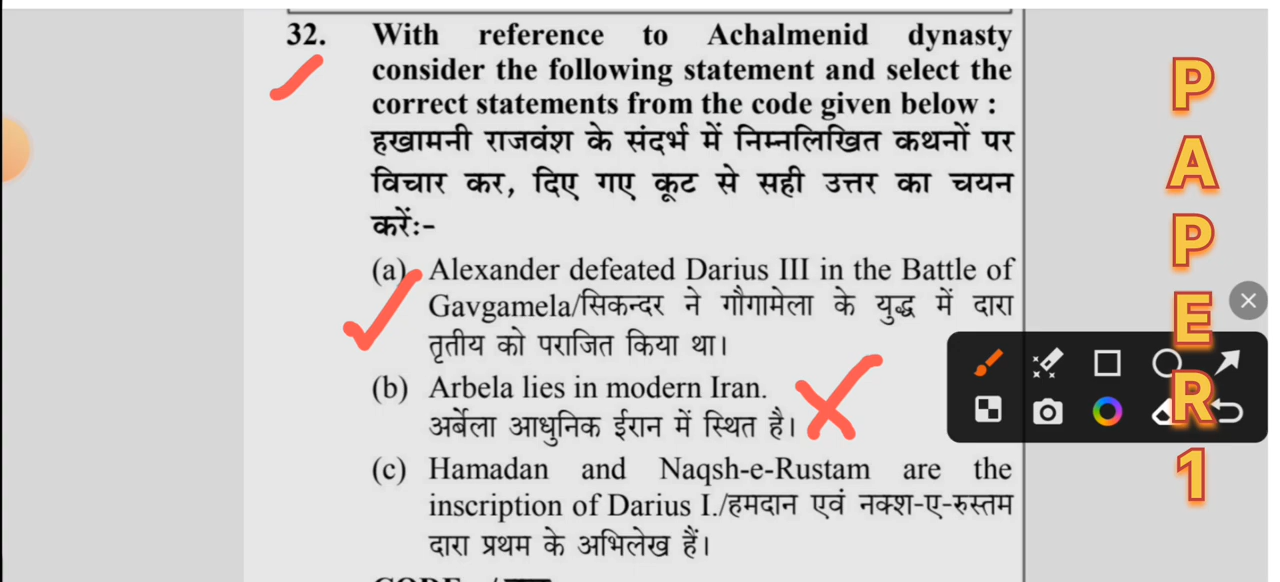 32. With reference to Achalmenid dynasty
consider the following statement and select the
correct statements from the code given below :
हखामनी राजवंश के संदर्भ में निम्नलिखित कथनों पर
विचार कर, दिए गए कूट से सही उत्तर का चयन
करेंः-
(a) Alexander defeated Darius III in the Battle of
Gavgamela/सिकन्दर ने गौगामेला के युद्ध में दारा
तृतीय को पराजित किया था।
(b) Arbela lies in modern Iran.
अर्बेला आधुनिक ईरान में स्थित है।
(c) Hamadan and Naqsh-e-Rustam are the
inscription of Darius I./हमदान एवं नक्श-ए-रुस्तम
दारा प्रथम के अभिलेख हैं।
PAPER1